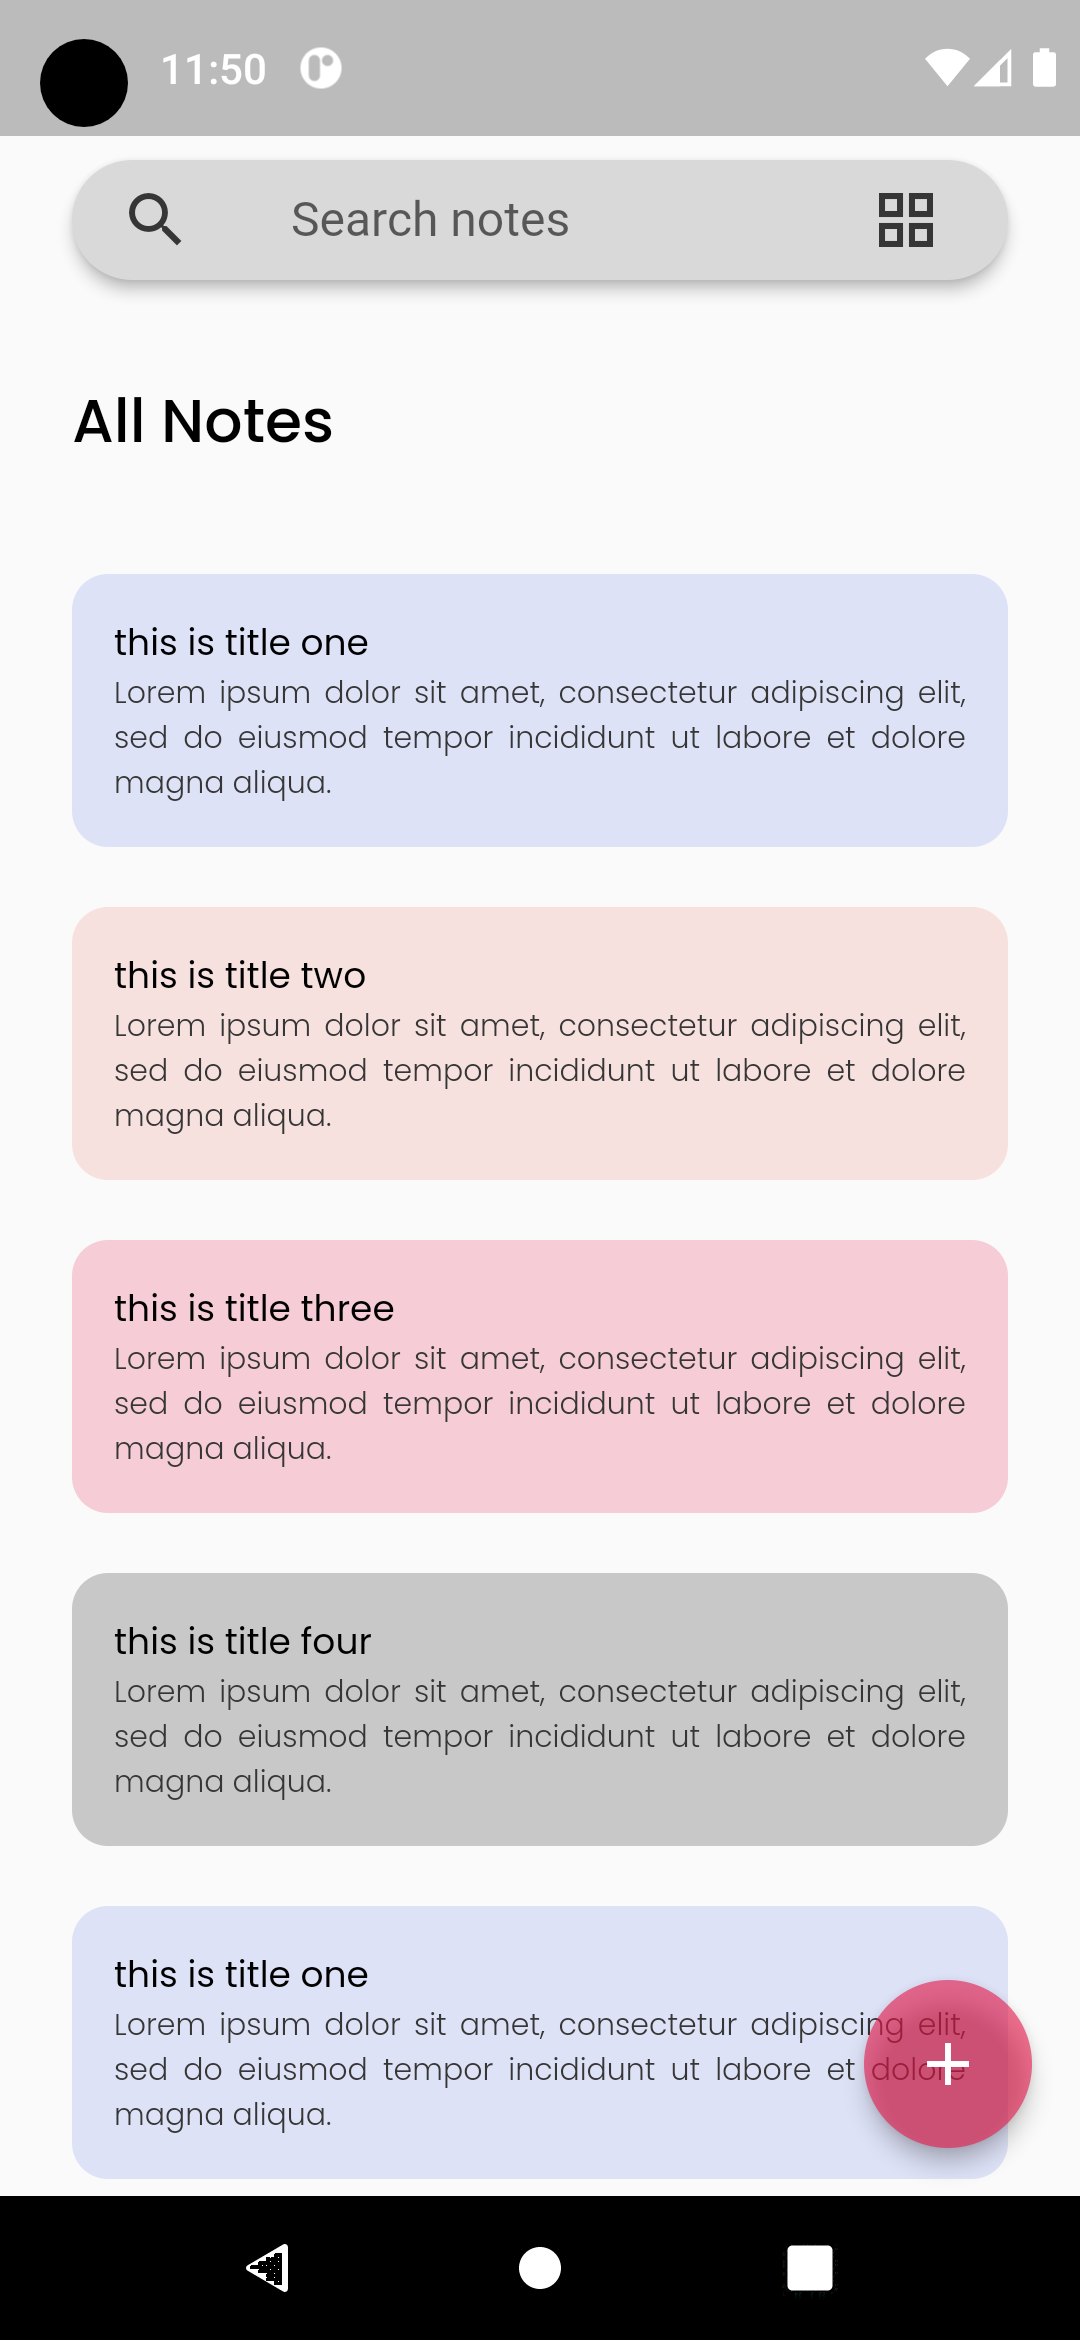 11:50
Search notes
All Notes
this is title one
Lorem ipsum dolor sit amet, consectetur adipiscing elit,
sed do eiusmod tempor incididunt ut labore et dolore
magna aliqua.
this is title two
Lorem ipsum dolor sit amet, consectetur adipiscing elit,
sed do eiusmod tempor incididunt ut labore et dolore
magna aliqua.
this is title three
Lorem ipsum dolor sit amet, consectetur adipiscing elit,
sed do eiusmod tempor incididunt ut labore et dolore
magna aliqua.
this is title four
Lorem ipsum dolor sit amet, consectetur adipiscing elit,
sed do eiusmod tempor incididunt ut labore et dolore
magna aliqua.
this is title one
Lorem ipsum dolor sit amet, consectetur adipiscing elit,
sed do eiusmod tempor incididunt ut labore et dolore
magna aliqua.